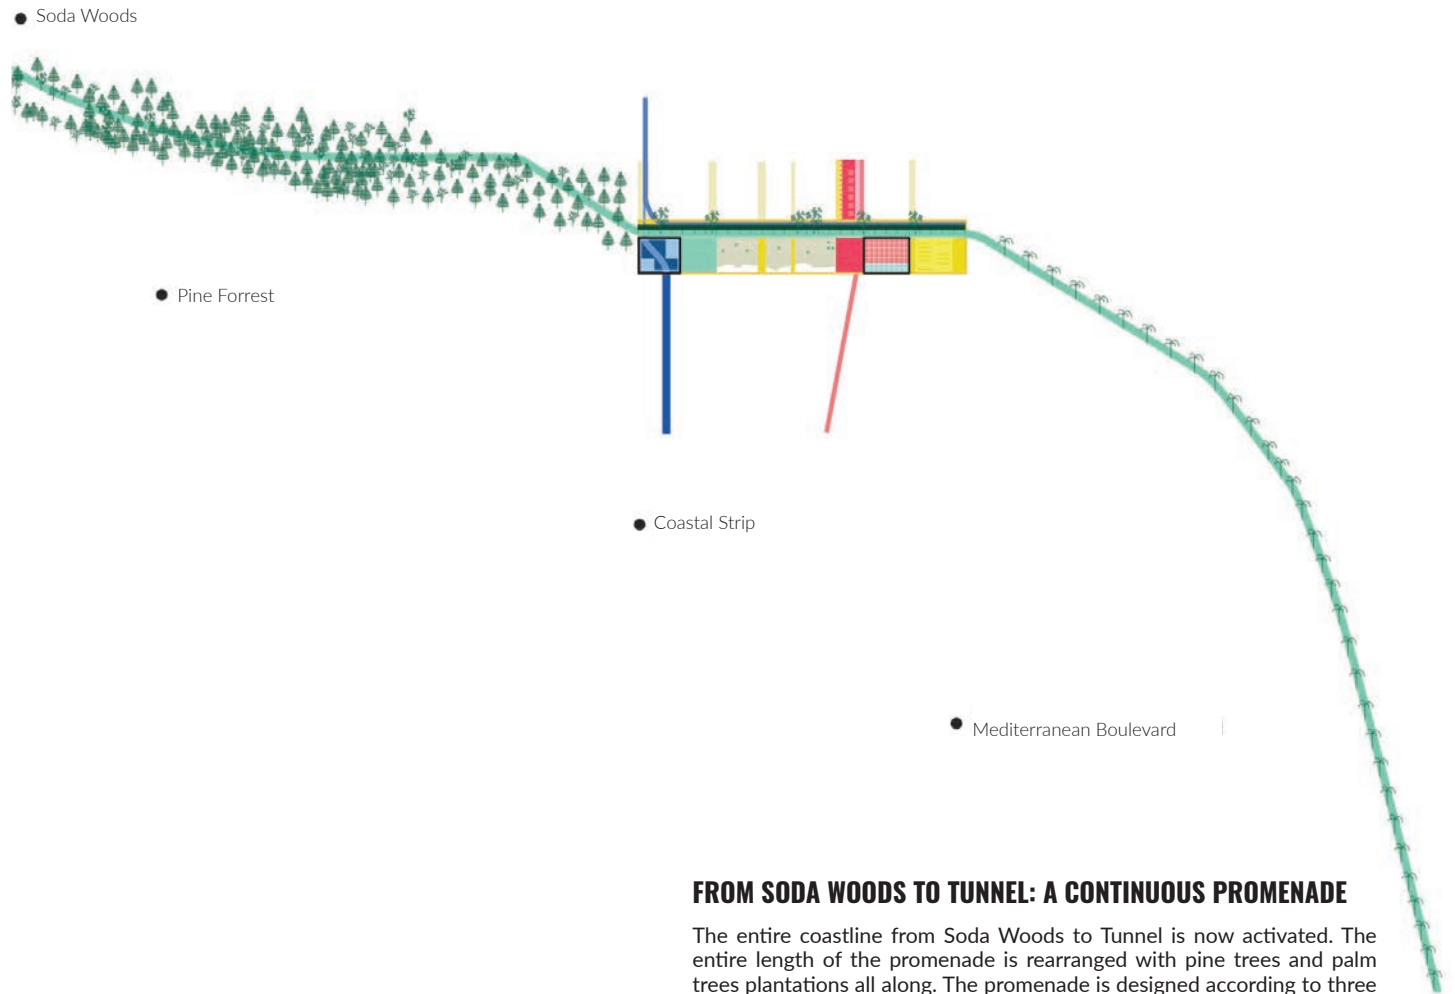 Soda Woods
Pine Forrest
Coastal Strip
Mediterranean Boulevard
FROM SODA WOODS TO TUNNEL: A CONTINUOUS PROMENADE
The entire coastline from Soda Woods to Tunnel is now activated. The
entire length of the promenade is rearranged with pine trees and palm
trees plantations all along. The promenade is designed according to three